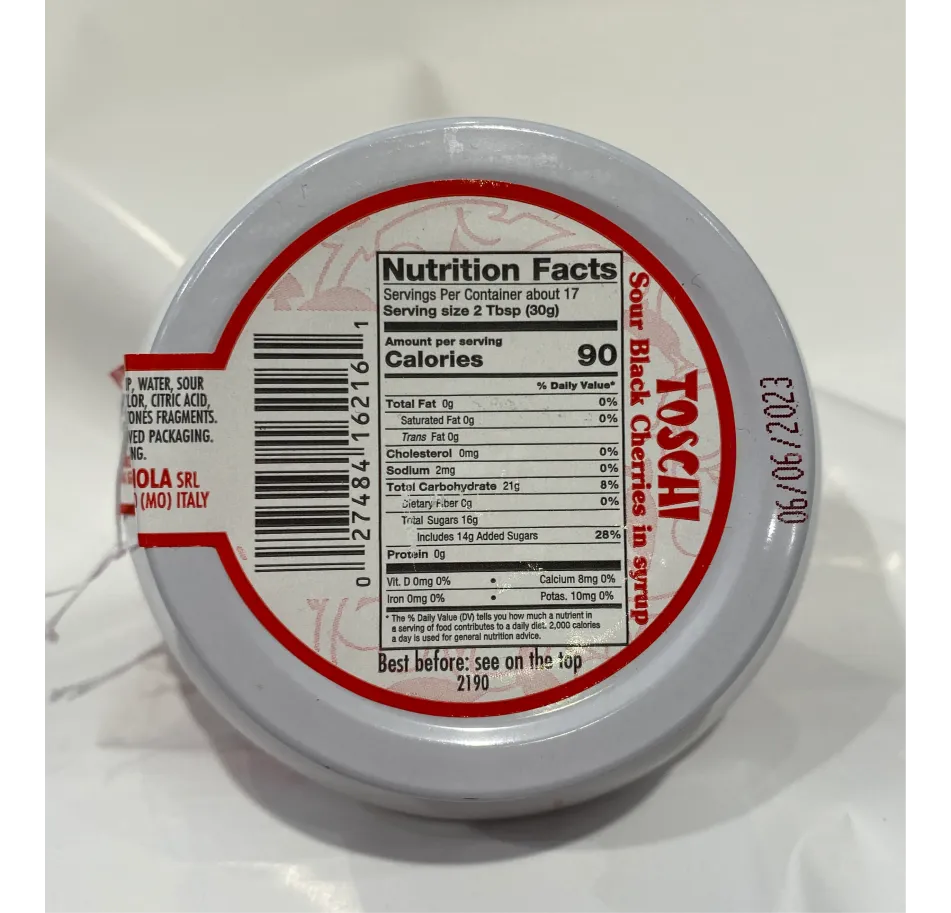 P, WATER, SOUR
LOR, CITRIC ACID,
ONES FRAGMENTS.
VED PACKAGING.
NG.
OLA SRL
(MO) ITALY
0 27484 16216 1
Nutrition Facts
Servings Per Container about 17
Serving size 2 Tbsp (30g)
Amount per serving
Calories 90
% Daily Value*
Total Fat 0g 0%
Saturated Fat 0g 0%
Trans Fat 0g
Cholesterol 0mg 0%
Sodium 2mg 0%
Total Carbohydrate 21g 8%
Dietary Fiber 0g 0%
Total Sugars 16g
Includes 14g Added Sugars 28%
Protein 0g
Vit. D 0mg 0% • Calcium 8mg 0%
Iron 0mg 0% • Potas. 10mg 0%
* The % Daily Value (DV) tells you how much a nutrient in
a serving of food contributes to a daily diet. 2,000 calories
a day is used for general nutrition advice.
Best before: see on the top
2190
TOSCHI
Sour Black Cherries in syrup
06/06/2023